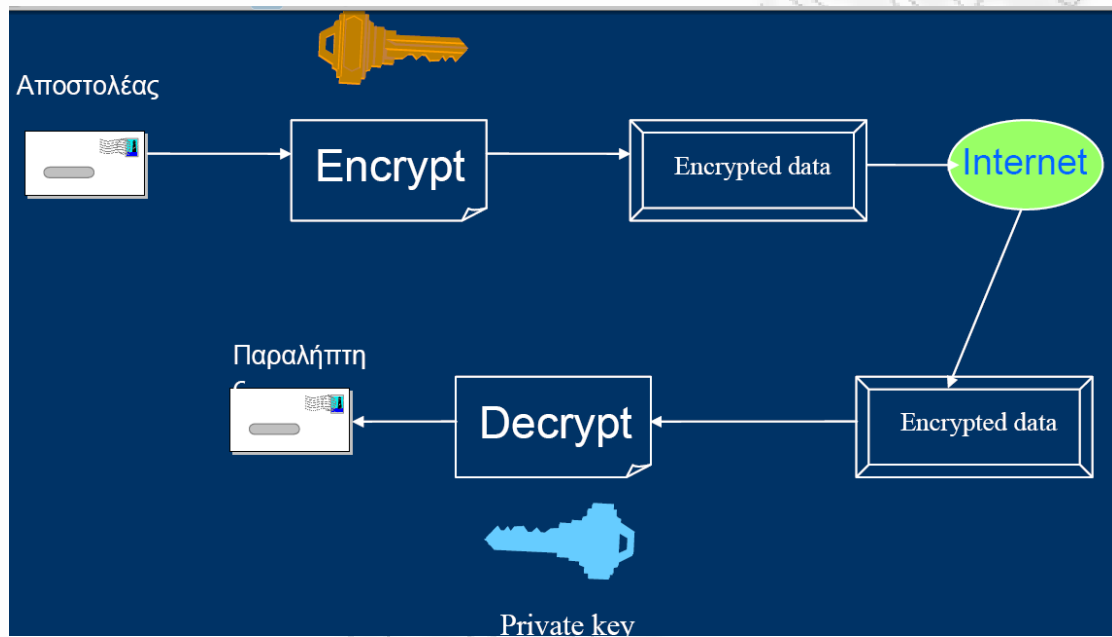 Αποστολέας
Encrypt
Encrypted data
Internet
Παραλήπτη
Encrypted data
Decrypt
Private key